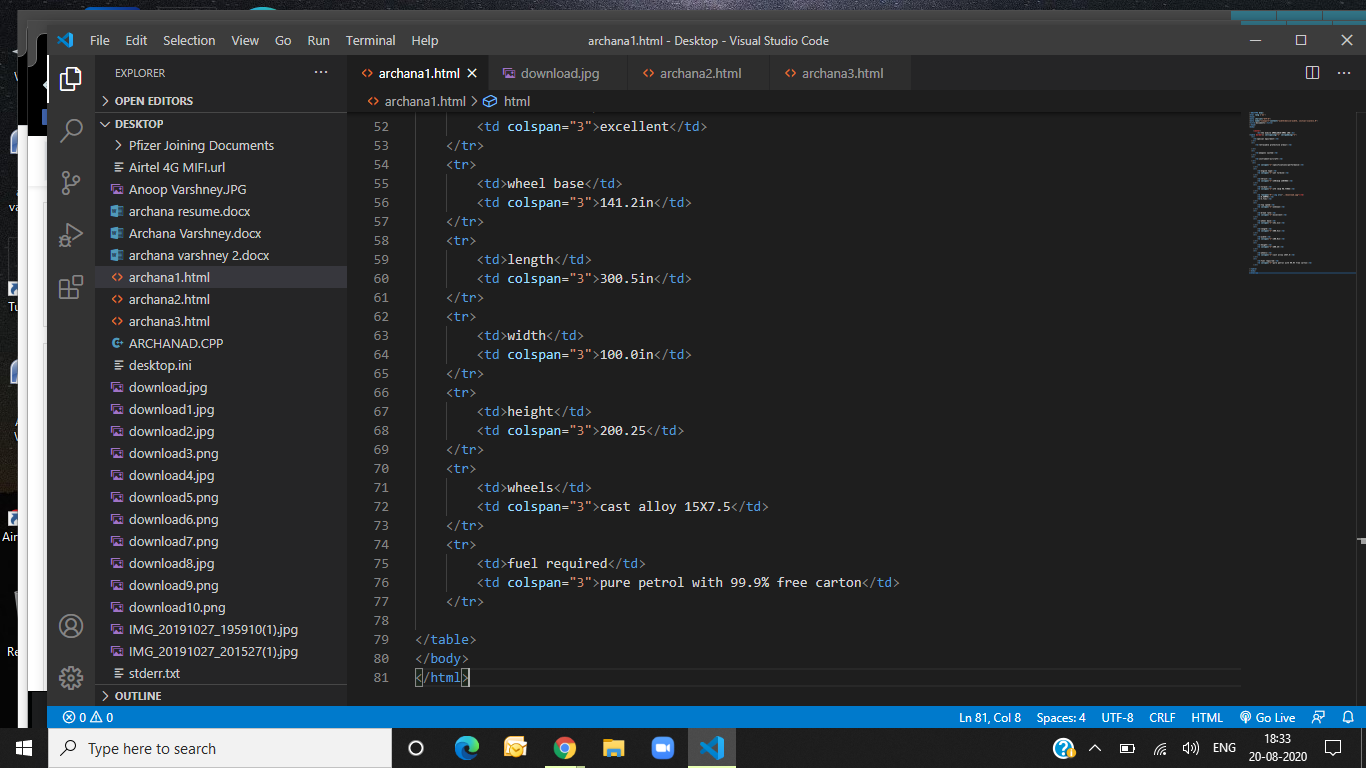 File Edit Selection View Go Run Terminal Help
archana1.html - Desktop - Visual Studio Code
EXPLORER
OPEN EDITORS
DESKTOP
Pfizer Joining Documents
Airtel 4G MIFI.url
Anoop Varshney.JPG
archana resume.docx
Archana Varshney.docx
archana varshney 2.docx
archana1.html
archana2.html
archana3.html
ARCHANAD.CPP
desktop.ini
download.jpg
download1.jpg
download2.jpg
download3.png
download4.jpg
download5.png
download6.png
download7.png
download8.jpg
download9.png
download10.png
IMG_20191027_195910(1).jpg
IMG_20191027_201527(1).jpg
stderr.txt
OUTLINE
archana1.html download.jpg archana2.html archana3.html
archana1.html > html
52 <td colspan="3">excellent</td>
53 </tr>
54 <tr>
55 <td>wheel base</td>
56 <td colspan="3">141.2in</td>
57 </tr>
58 <tr>
59 <td>length</td>
60 <td colspan="3">300.5in</td>
61 </tr>
62 <tr>
63 <td>width</td>
64 <td colspan="3">100.0in</td>
65 </tr>
66 <tr>
67 <td>height</td>
68 <td colspan="3">200.25</td>
69 </tr>
70 <tr>
71 <td>wheels</td>
72 <td colspan="3">cast alloy 15X7.5</td>
73 </tr>
74 <tr>
75 <td>fuel required</td>
76 <td colspan="3">pure petrol with 99.9% free carton</td>
77 </tr>
78
79 </table>
80 </body>
81 </html>
0 0
Ln 81, Col 8 Spaces: 4 UTF-8 CRLF HTML Go Live
Type here to search
ENG
18:33
20-08-2020